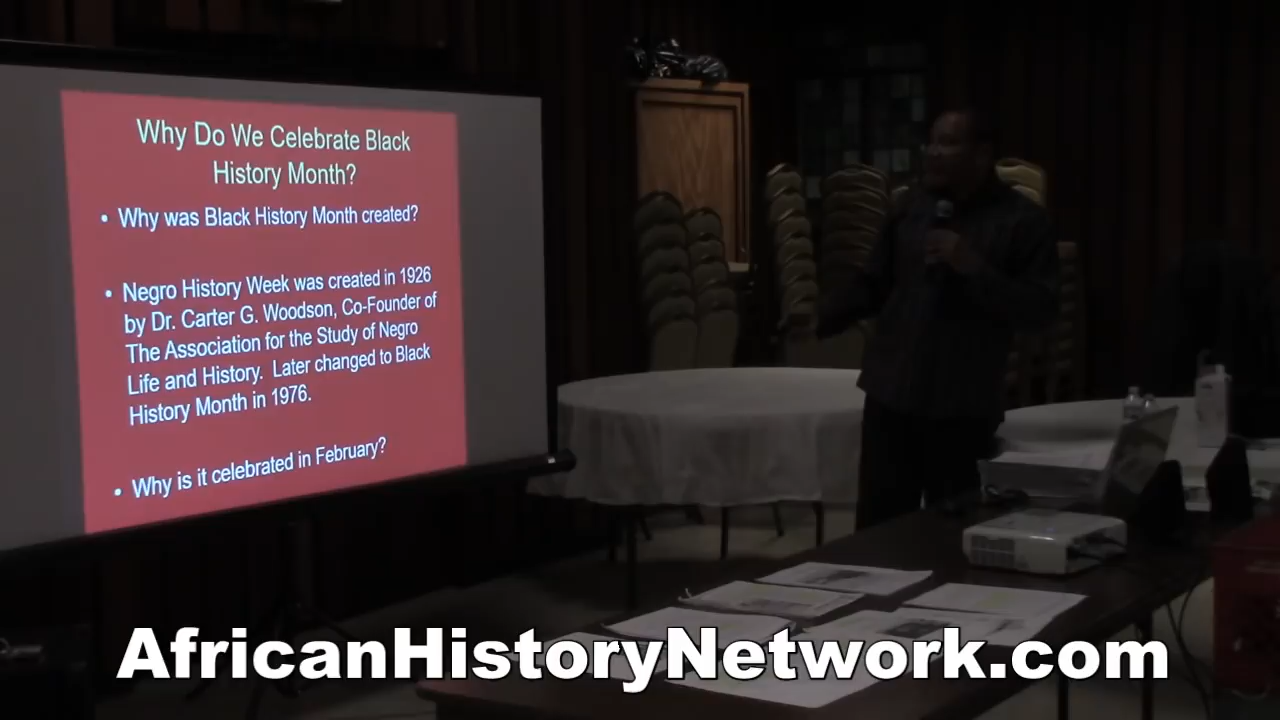 Why Do We Celebrate Black
History Month?
• Why was Black History Month created?
• Negro History Week was created in 1926
by Dr. Carter G. Woodson, Co-Founder of
The Association for the Study of Negro
Life and History. Later changed to Black
History Month in 1976.
• Why is it celebrated in February?
AfricanHistoryNetwork.com